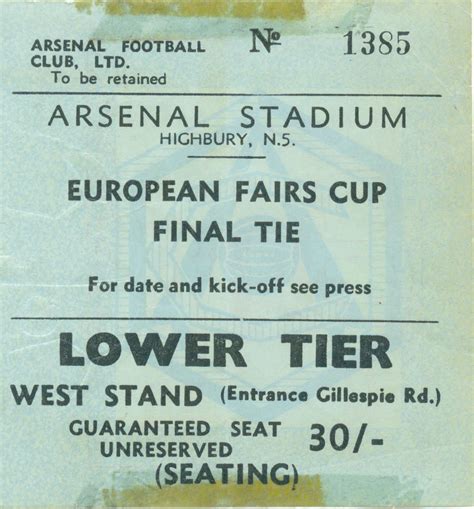 ARSENAL FOOTBALL
CLUB, LTD.
To be retained
No 1385
ARSENAL STADIUM
HIGHBURY, N.5.
EUROPEAN FAIRS CUP
FINAL TIE
For date and kick-off see press
LOWER TIER
WEST STAND (Entrance Gillespie Rd.)
GUARANTEED SEAT
UNRESERVED 30/-
(SEATING)